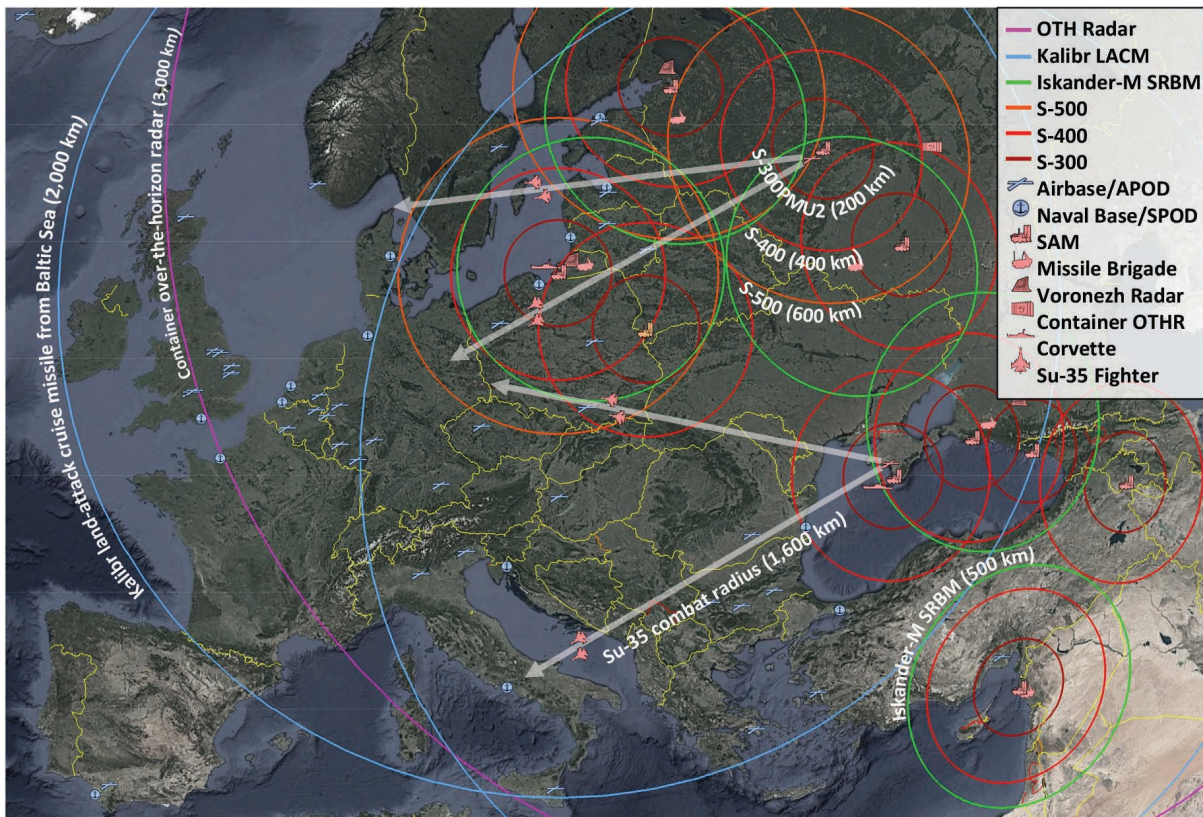 OTH Radar
Kalibr LACM
Iskander-M SRBM
S-500
S-400
S-300
Airbase/APOD
Naval Base/SPOD
SAM
Missile Brigade
Voronezh Radar
Container OTHR
Corvette
Su-35 Fighter
Kalibr land-attack cruise missile from Baltic Sea (2,000 km)
Container over-the-horizon radar (3,000 km)
S-300PMU2 (200 km)
S-400 (400 km)
S-500 (600 km)
Su-35 combat radius (1,600 km)
Iskander-M SRBM (500 km)